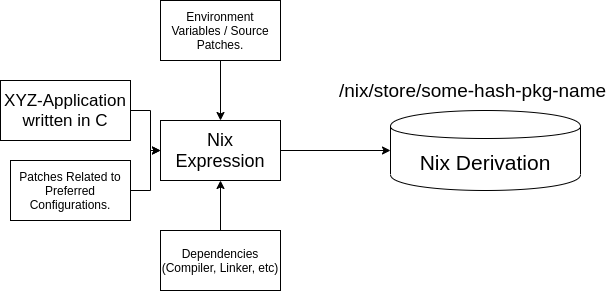 Environment
Variables / Source
Patches.
/nix/store/some-hash-pkg-name
XYZ-Application
written in C
Nix
Expression
Nix Derivation
Patches Related to
Preferred
Configurations.
Dependencies
(Compiler, Linker, etc)